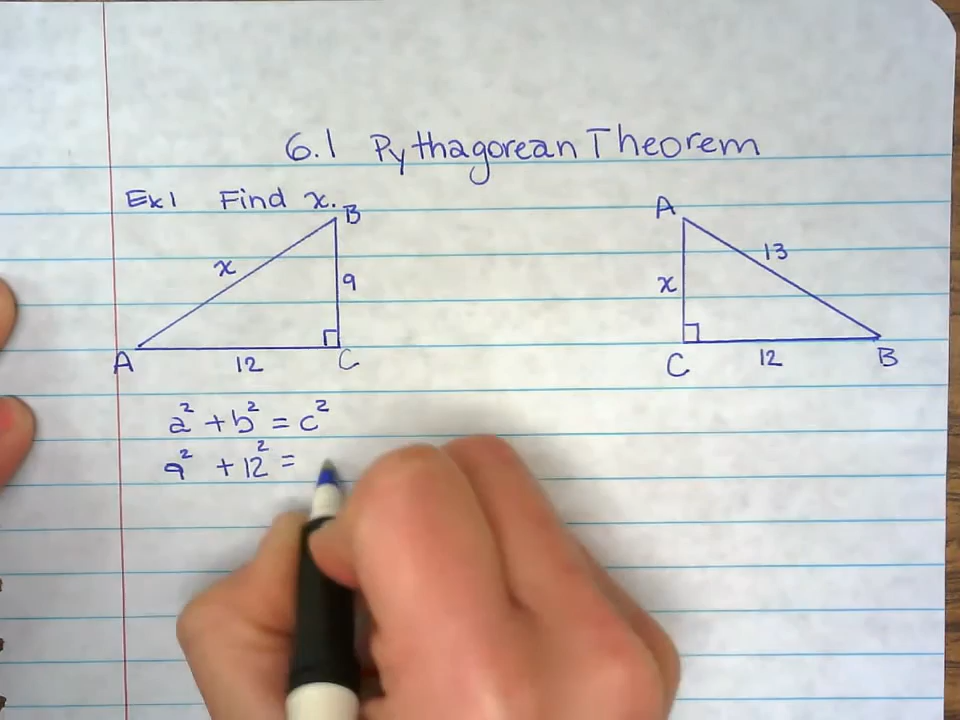 6.1 Pythagorean Theorem
Ex1 Find x.
B
x
9
A
12
C
A
13
x
C
12
B
a² + b² = c²
9² + 12² =